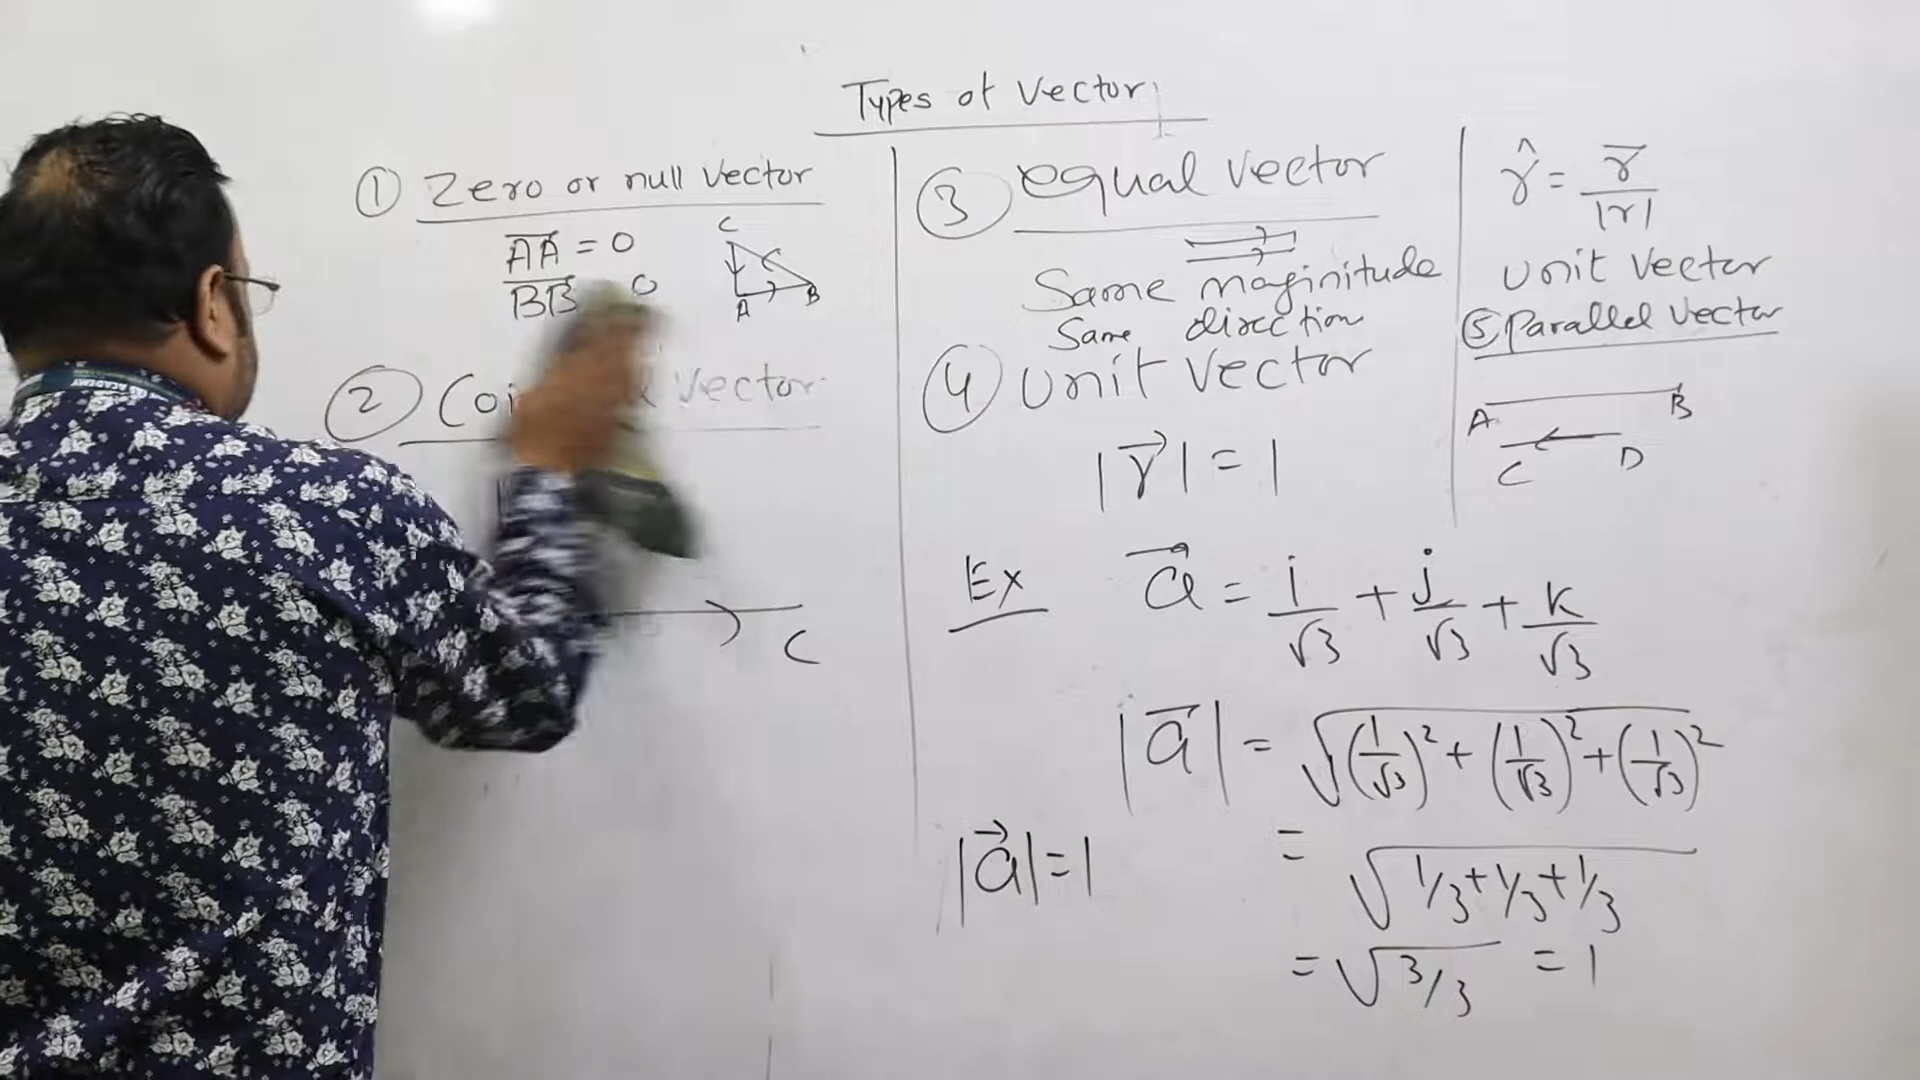 Types of Vector
① Zero or null Vector
AA = 0
BB 0
C
A B
② Vector
C
③ equal vector
Same maginitude
Same direction
④ Unit Vector
|r⃗| = 1
Ex a⃗ = i/√3 + j/√3 + k/√3
|a⃗| = √(1/√3)² + (1/√3)² + (1/√3)²
= √1/3+1/3+1/3
= √3/3 = 1
|a⃗| = 1
r̂ = r̄/|r|
Unit Vector
⑤ Parallel Vector
A B
C D
ACADEMY